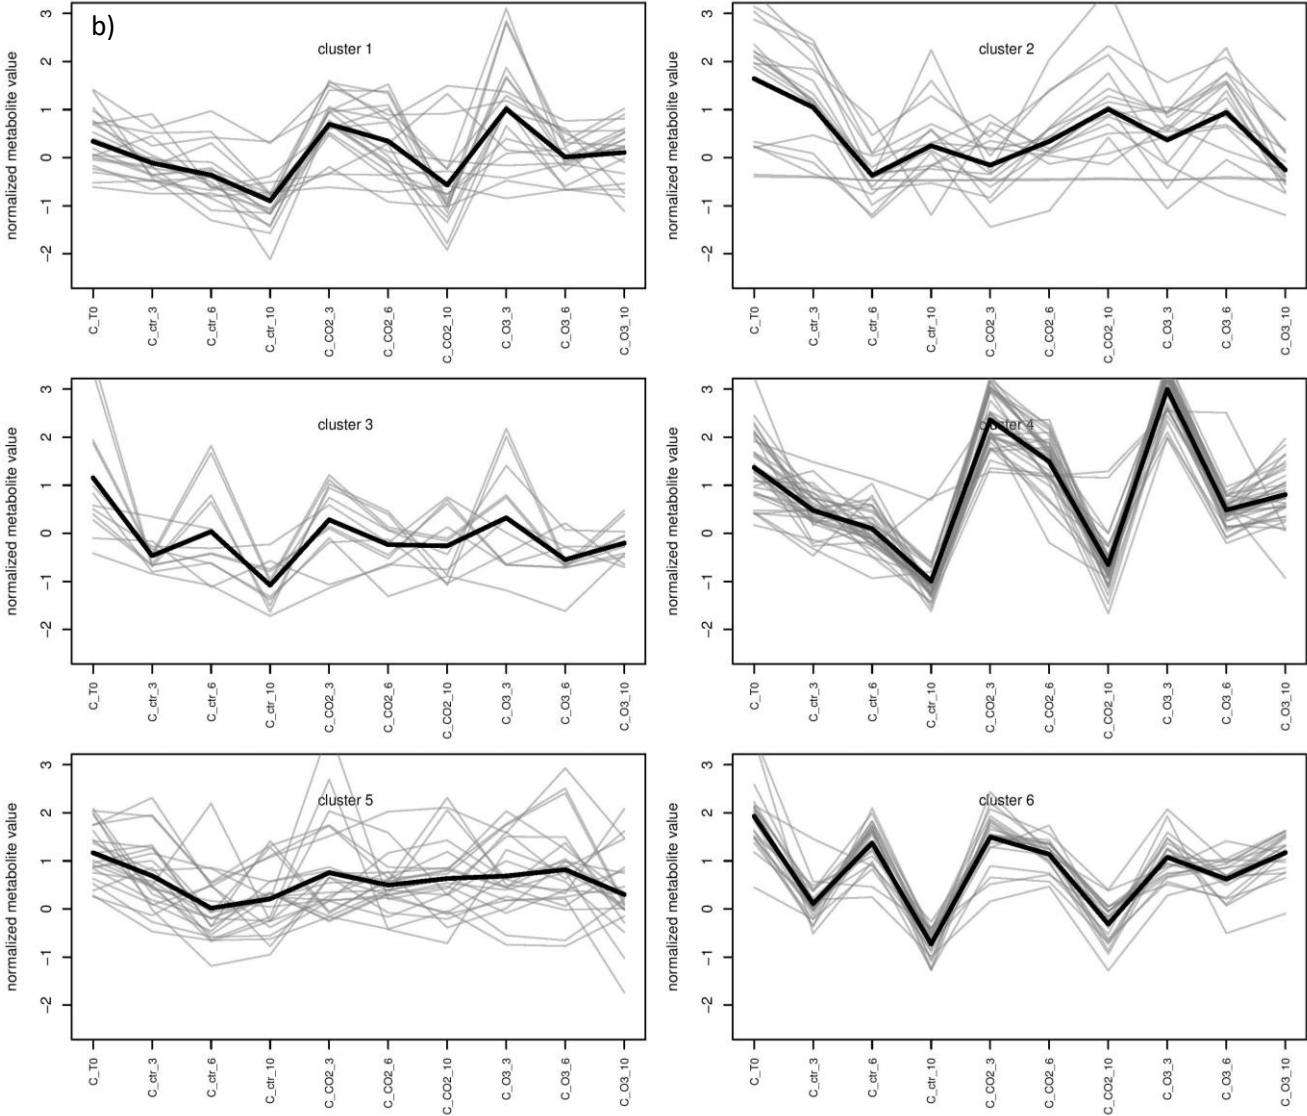 b)
cluster 1
normalized metabolite value
3
2
1
0
−1
−2
C_T0
C_ctr_3
C_ctr_6
C_ctr_10
C_CO2_3
C_CO2_6
C_CO2_10
C_O3_3
C_O3_6
C_O3_10
cluster 2
normalized metabolite value
3
2
1
0
−1
−2
C_T0
C_ctr_3
C_ctr_6
C_ctr_10
C_CO2_3
C_CO2_6
C_CO2_10
C_O3_3
C_O3_6
C_O3_10
cluster 3
normalized metabolite value
3
2
1
0
−1
−2
C_T0
C_ctr_3
C_ctr_6
C_ctr_10
C_CO2_3
C_CO2_6
C_CO2_10
C_O3_3
C_O3_6
C_O3_10
cluster 4
normalized metabolite value
3
2
1
0
−1
−2
C_T0
C_ctr_3
C_ctr_6
C_ctr_10
C_CO2_3
C_CO2_6
C_CO2_10
C_O3_3
C_O3_6
C_O3_10
cluster 5
normalized metabolite value
3
2
1
0
−1
−2
C_T0
C_ctr_3
C_ctr_6
C_ctr_10
C_CO2_3
C_CO2_6
C_CO2_10
C_O3_3
C_O3_6
C_O3_10
cluster 6
normalized metabolite value
3
2
1
0
−1
−2
C_T0
C_ctr_3
C_ctr_6
C_ctr_10
C_CO2_3
C_CO2_6
C_CO2_10
C_O3_3
C_O3_6
C_O3_10